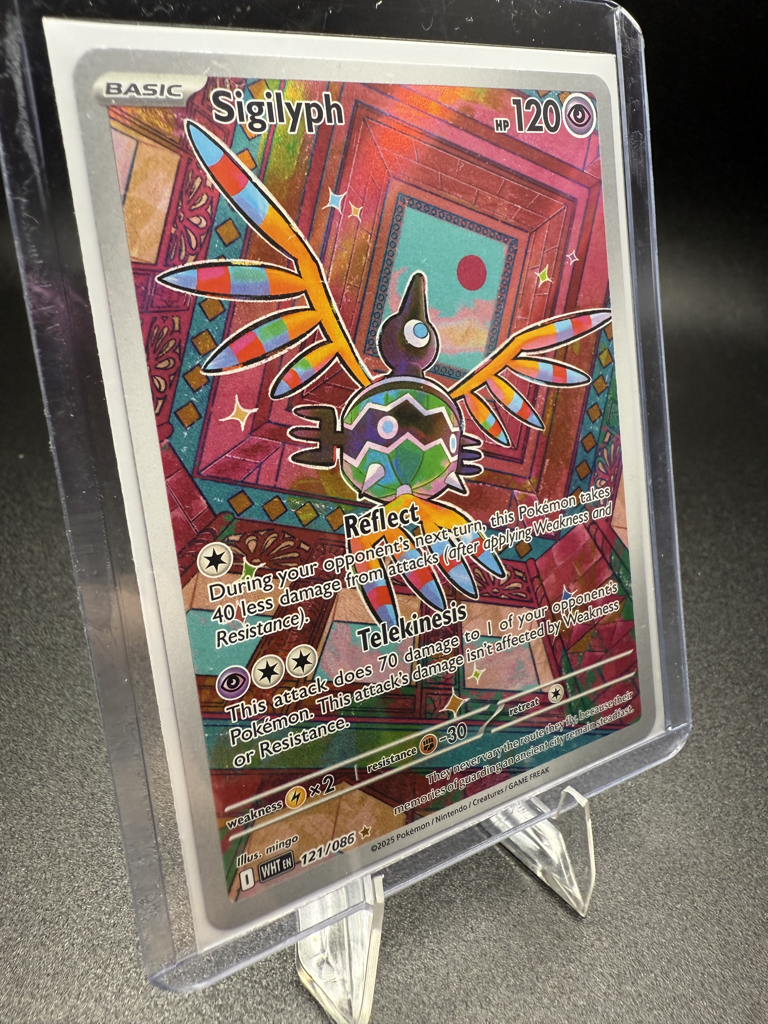 BASIC
Sigilyph
HP 120
Reflect
During your opponent's next turn, this Pokémon takes
40 less damage from attacks (after applying Weakness and
Resistance).
Telekinesis
This attack does 70 damage to 1 of your opponent's
Pokémon. This attack's damage isn't affected by Weakness
or Resistance.
weakness ×2
resistance -30
retreat
They never vary the route they fly, because their
memories of guarding an ancient city remain steadfast.
Illus. mingo
D WHT EN 121/086
©2025 Pokémon / Nintendo / Creatures / GAME FREAK